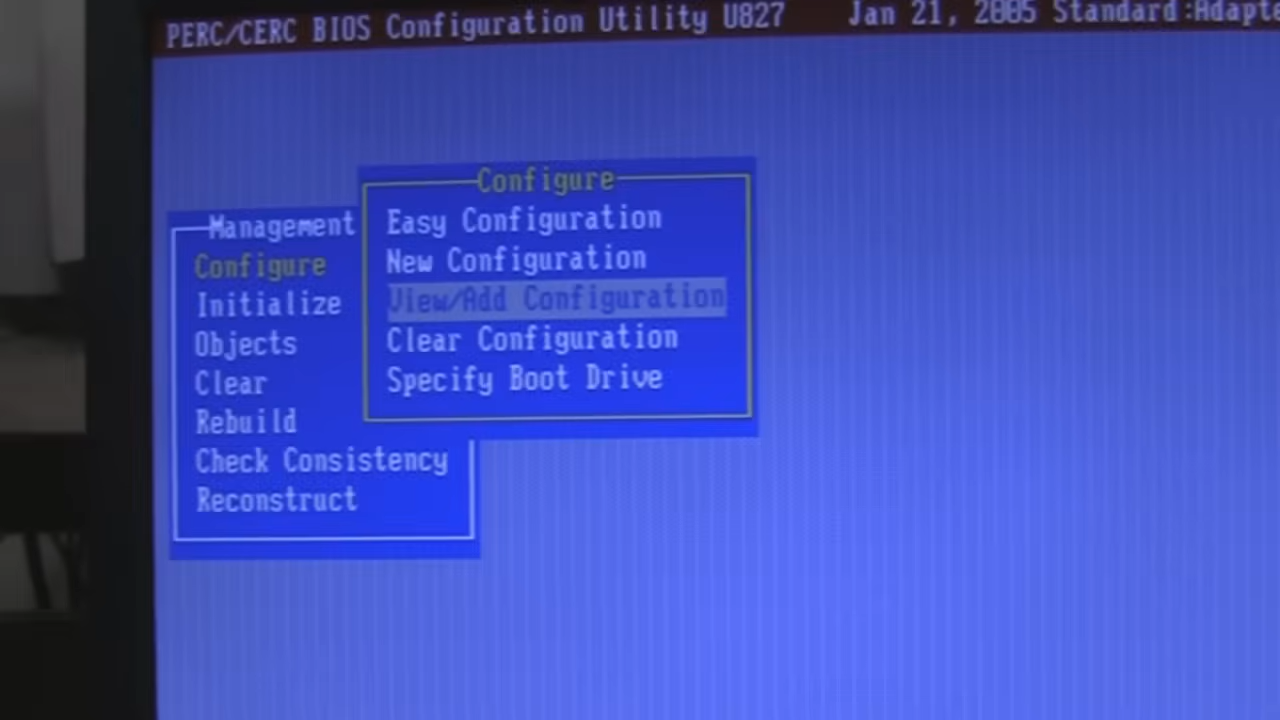 PERC/CERC BIOS Configuration Utility U827 Jan 21, 2005 Standard:Adapte
Configure
Easy Configuration
New Configuration
View/Add Configuration
Clear Configuration
Specify Boot Drive
Management
Configure
Initialize
Objects
Clear
Rebuild
Check Consistency
Reconstruct